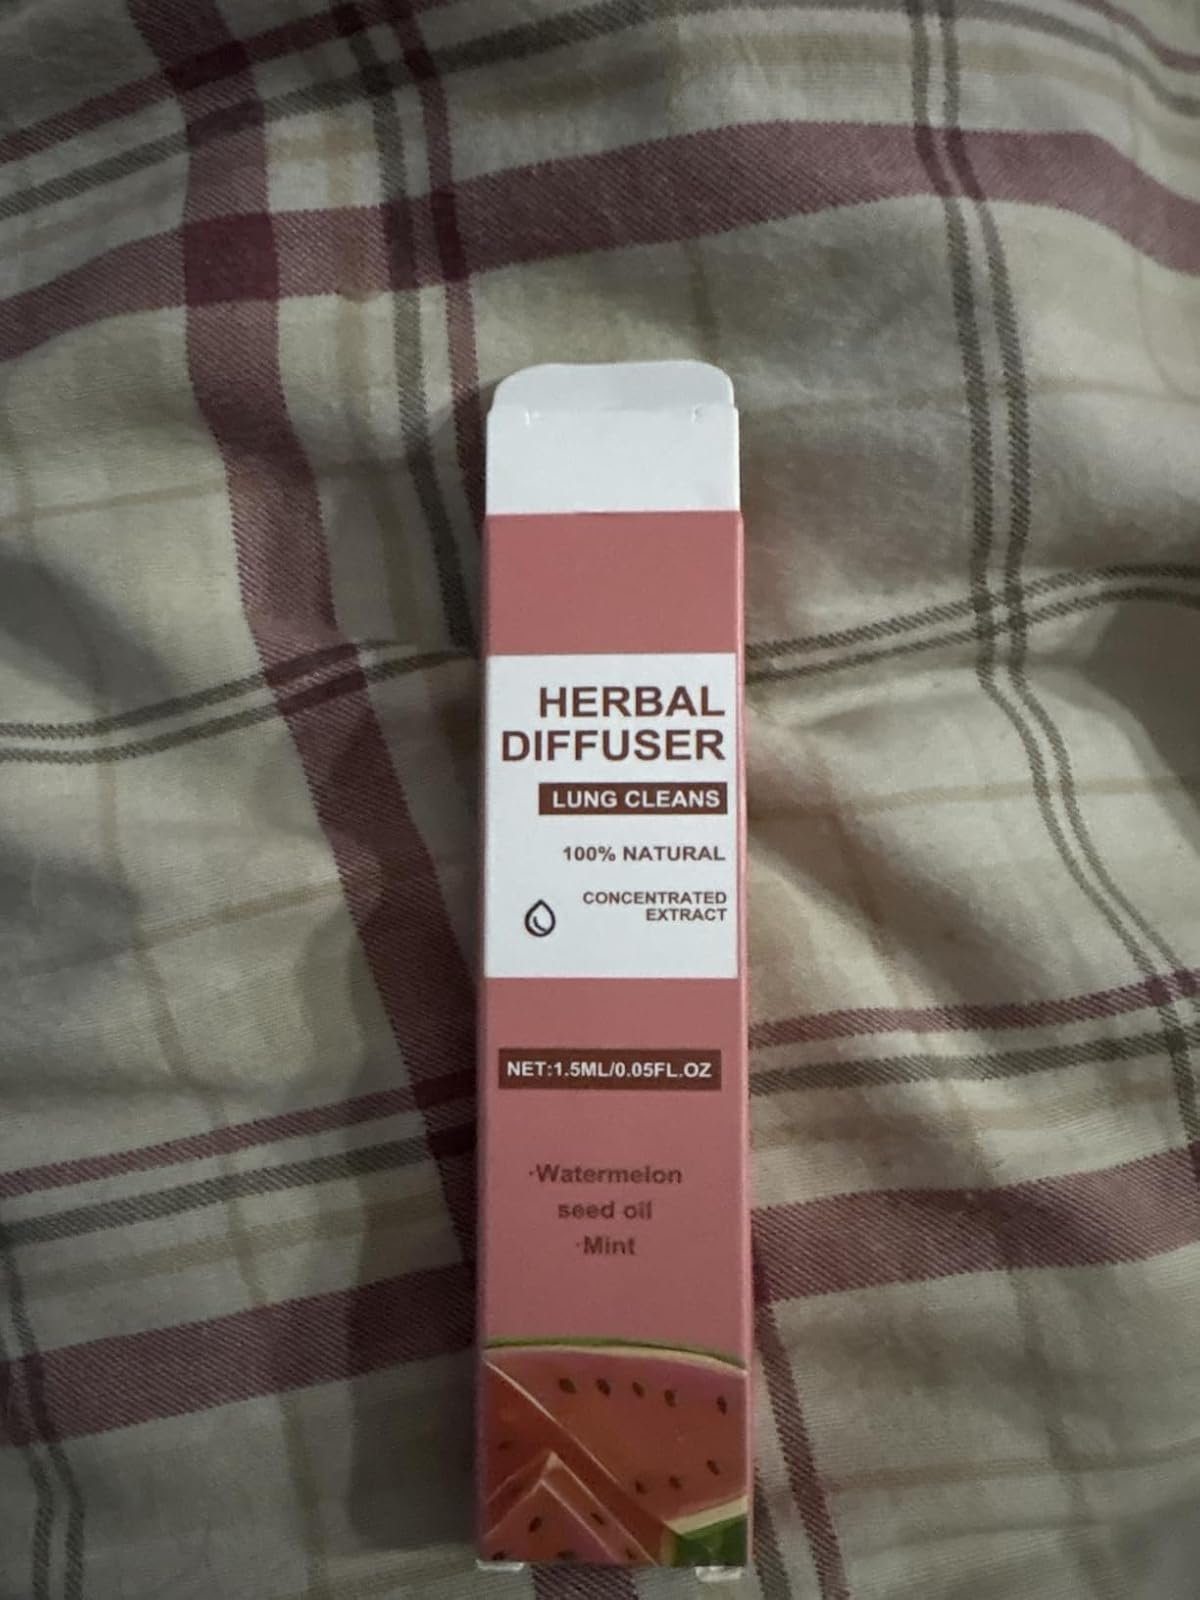 HERBAL
DIFFUSER
LUNG CLEANS
100% NATURAL
CONCENTRATED
EXTRACT
NET:1.5ML/0.05FL.OZ
·Watermelon
seed oil
·Mint